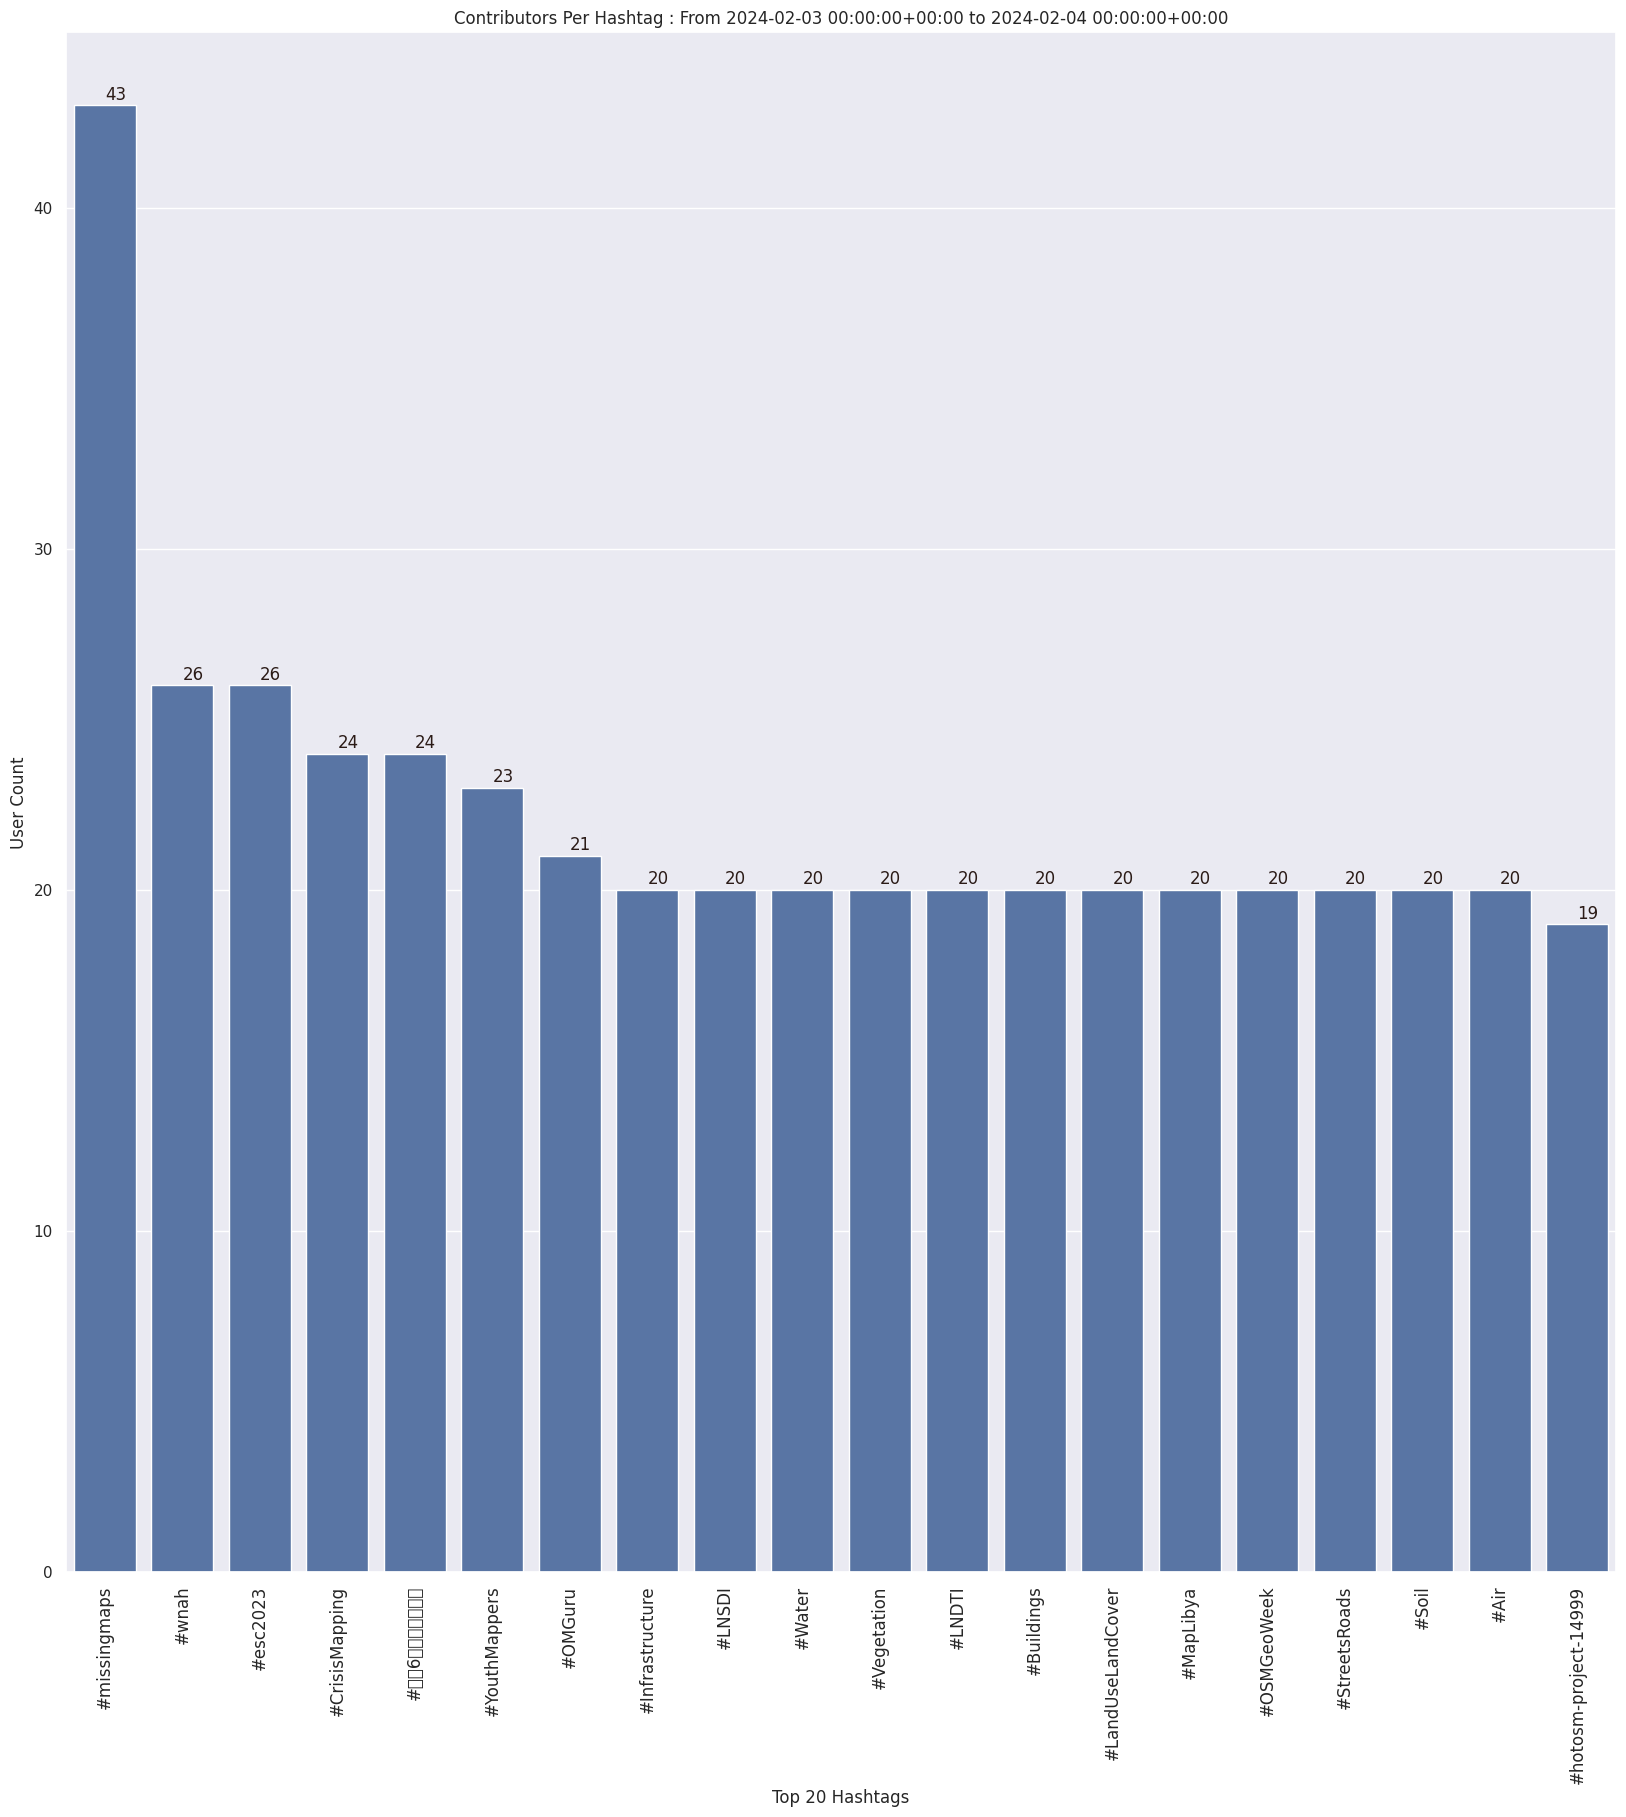 Contributors Per Hashtag : From 2024-02-03 00:00:00+00:00 to 2024-02-04 00:00:00+00:00
User Count
40
30
20
10
0
43
26
26
24
24
23
21
20
20
20
20
20
20
20
20
20
20
20
20
19
#missingmaps
#wnah
#esc2023
#CrisisMapping
#YouthMappers
#OMGuru
#Infrastructure
#LNSDI
#Water
#Vegetation
#LNDTI
#Buildings
#LandUseLandCover
#MapLibya
#OSMGeoWeek
#StreetsRoads
#Soil
#Air
#hotosm-project-14999
Top 20 Hashtags